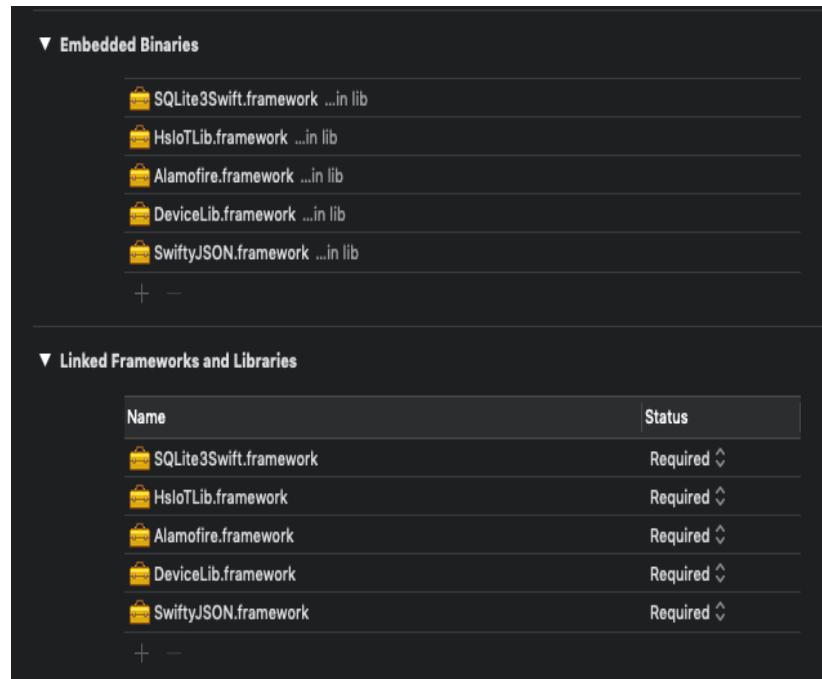 Embedded Binaries
SQLite3Swift.framework ...in lib
HsIoTLib.framework ...in lib
Alamofire.framework ...in lib
DeviceLib.framework ...in lib
SwiftyJSON.framework ...in lib
Linked Frameworks and Libraries
Name Status
SQLite3Swift.framework Required
HsIoTLib.framework Required
Alamofire.framework Required
DeviceLib.framework Required
SwiftyJSON.framework Required